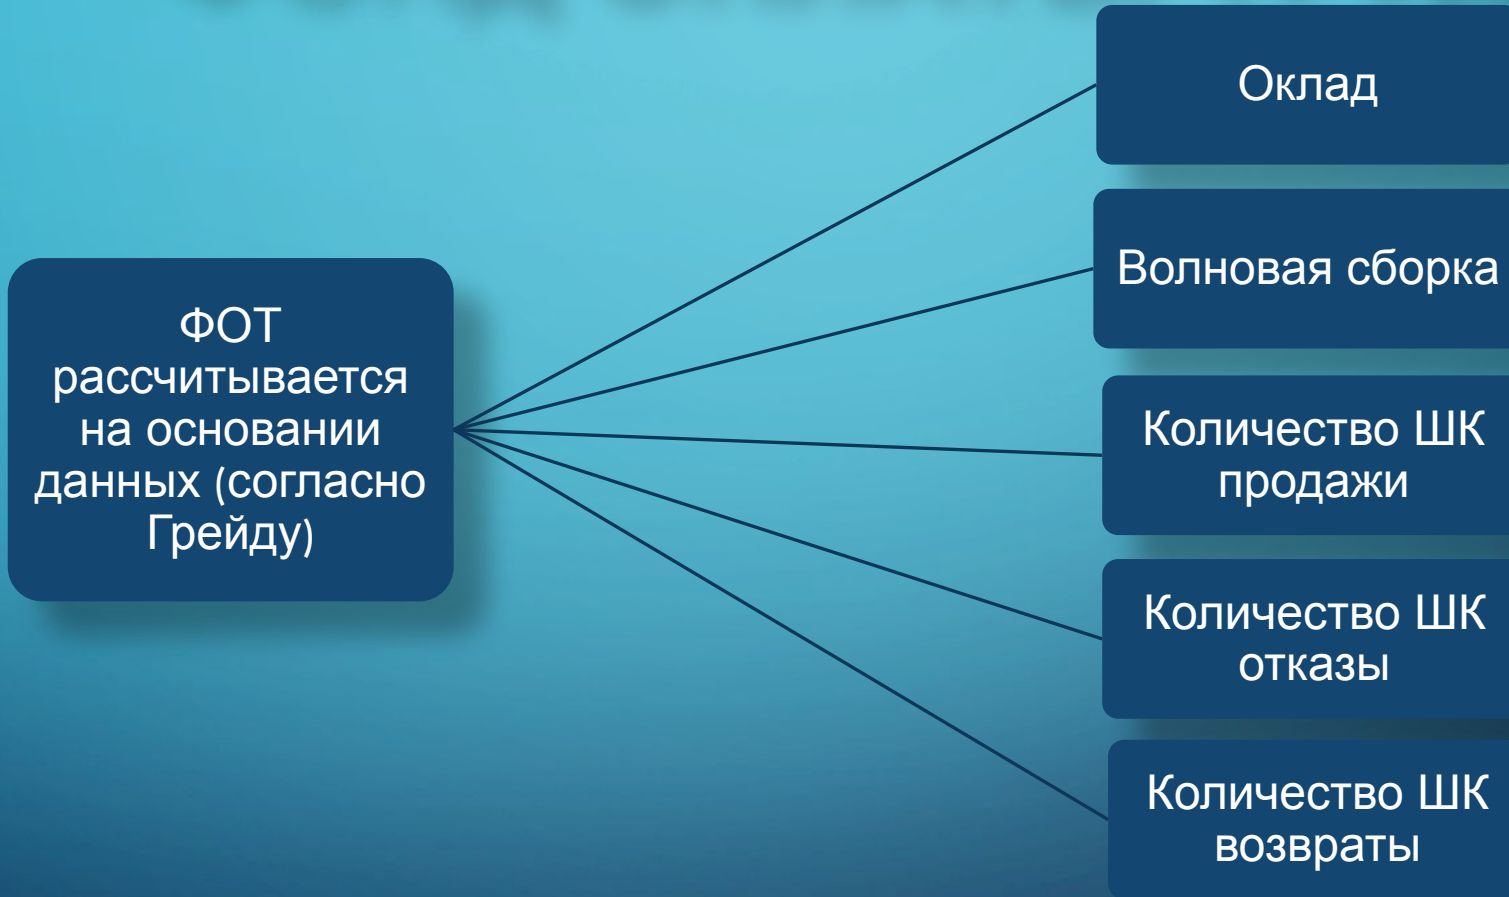 Оклад
Волновая сборка
ФОТ
рассчитывается
на основании
данных (согласно
Грейду)
Количество ШК
продажи
Количество ШК
отказы
Количество ШК
возвраты